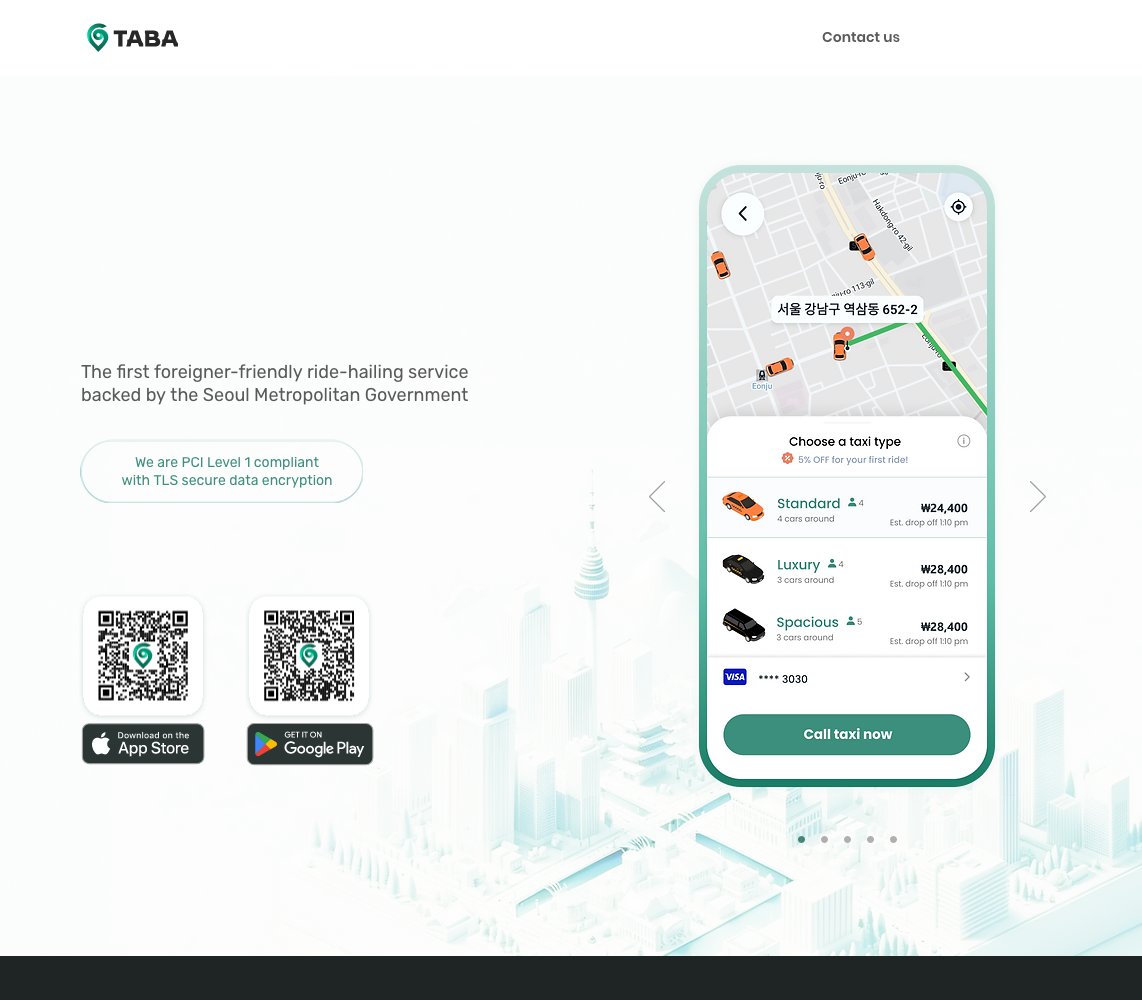 TABA
Contact us
The first foreigner-friendly ride-hailing service
backed by the Seoul Metropolitan Government
We are PCI Level 1 compliant
with TLS secure data encryption
Download on the
App Store
GET IT ON
Google Play
Eonju-ro
Hakdong-ro 42-gil
서울 강남구 역삼동 652-2
Eonju
Choose a taxi type
5% OFF for your first ride!
Standard 4
4 cars around
₩24,400
Est. drop off 1:10 pm
Luxury 4
3 cars around
₩28,400
Est. drop off 1:10 pm
Spacious 5
3 cars around
₩28,400
Est. drop off 1:10 pm
VISA **** 3030
Call taxi now